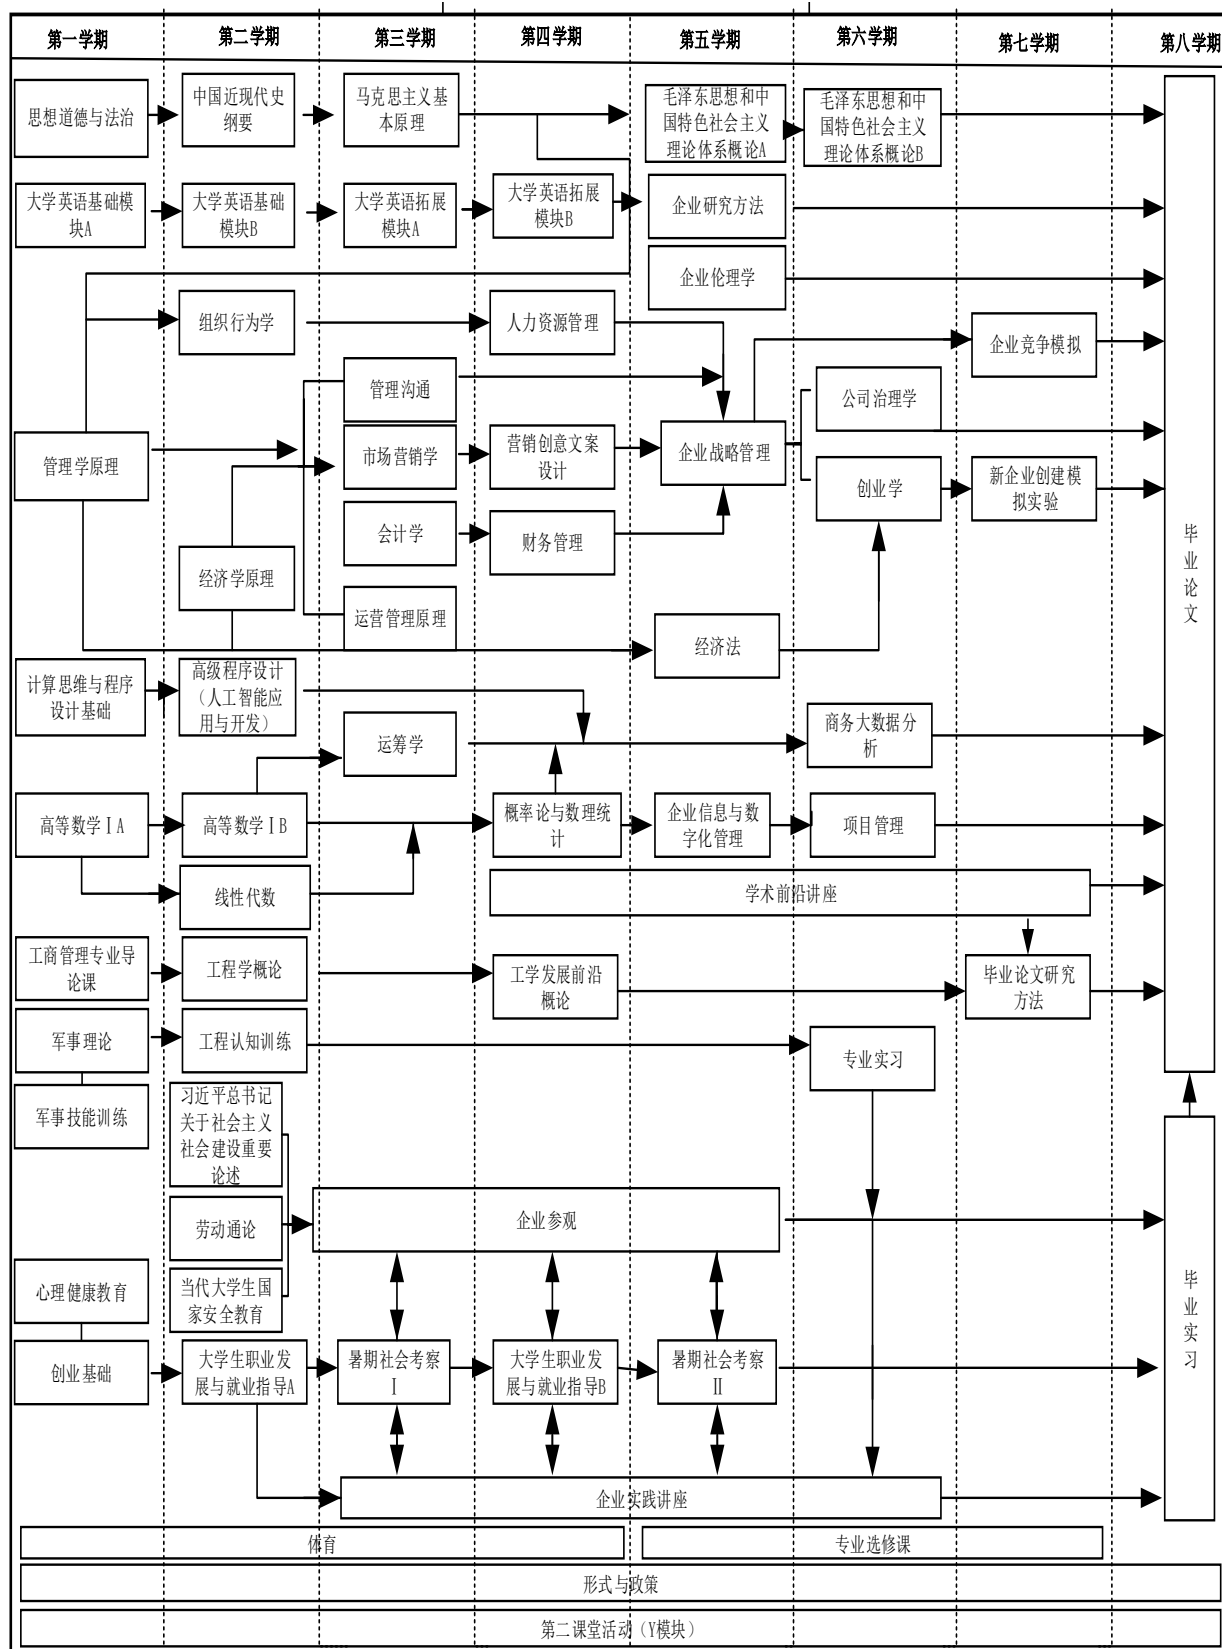 第一学期
第二学期
第三学期
第四学期
第五学期
第六学期
第七学期
第八学期
思想道德与法治
中国近现代史
纲要
马克思主义基
本原理
毛泽东思想和中
国特色社会主义
理论体系概论A
毛泽东思想和中
国特色社会主义
理论体系概论B
大学英语基础模
块A
大学英语基础
模块B
大学英语拓展
模块A
大学英语拓展
模块B
企业研究方法
企业伦理学
组织行为学
人力资源管理
企业竞争模拟
管理沟通
公司治理学
管理学原理
市场营销学
营销创意文案
设计
企业战略管理
创业学
新企业创建模
拟实验
会计学
财务管理
经济学原理
运营管理原理
经济法
毕
业
论
文
计算思维与程序
设计基础
高级程序设计
（人工智能应
用与开发）
运筹学
商务大数据分
析
高等数学ⅠA
高等数学ⅠB
概率论与数理统
计
企业信息与数
字化管理
项目管理
线性代数
学术前沿讲座
工商管理专业导
论课
工程学概论
工学发展前沿
概论
毕业论文研究
方法
军事理论
工程认知训练
专业实习
军事技能训练
习近平总书记
关于社会主义
社会建设重要
论述
劳动通论
企业参观
心理健康教育
当代大学生国
家安全教育
毕
业
实
习
创业基础
大学生职业发
展与就业指导A
暑期社会考察
Ⅰ
大学生职业发
展与就业指导B
暑期社会考察
Ⅱ
企业实践讲座
体育
专业选修课
形式与政策
第二课堂活动（Y模块）